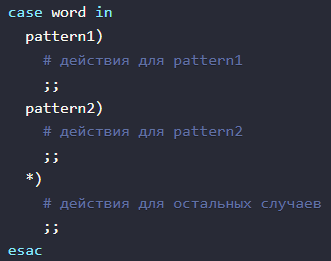 case word in
  pattern1)
    # действия для pattern1
    ;;
  pattern2)
    # действия для pattern2
    ;;
  *)
    # действия для остальных случаев
    ;;
esac